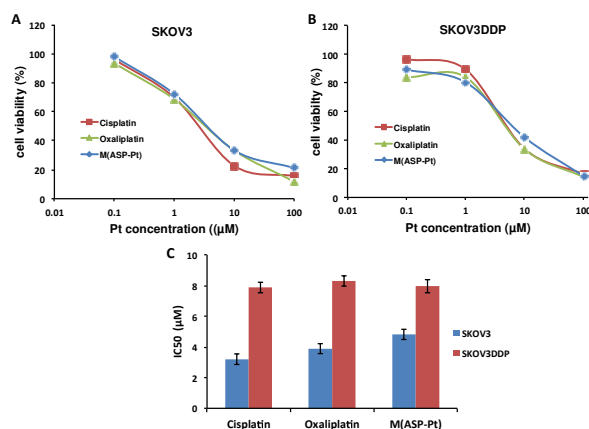 A
SKOV3
120
100
80
60
40
20
0
cell viability (%)
Cisplatin
Oxaliplatin
M(ASP-Pt)
0.01 0.1 1 10 100
Pt concentration ((μM)
B
SKOV3DDP
120
100
80
60
40
20
0
cell viability (%)
Cisplatin
Oxaliplatin
M(ASP-Pt)
0.01 0.1 1 10 100
Pt concentration (μM)
C
10
8
6
4
2
0
IC50 (μM)
SKOV3
SKOV3DDP
Cisplatin Oxaliplatin M(ASP-Pt)